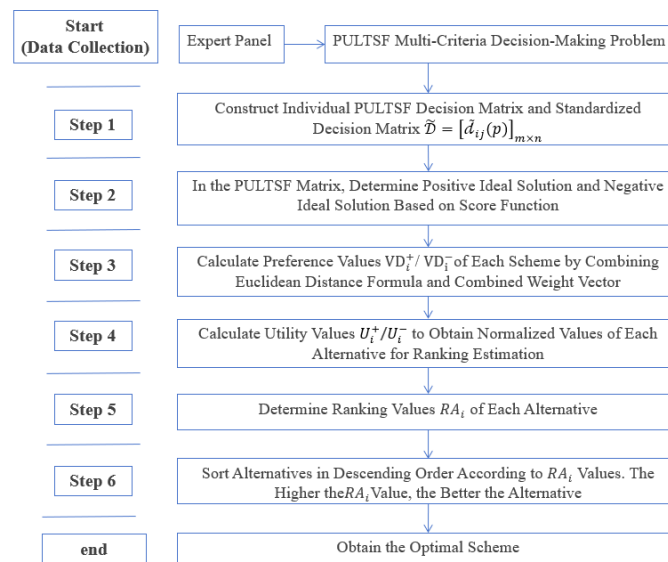 Start
(Data Collection)
Expert Panel
PULTSF Multi-Criteria Decision-Making Problem
Step 1
Construct Individual PULTSF Decision Matrix and Standardized
Decision Matrix D̃ = [d̃ᵢⱼ(p)]ₘ×ₙ
Step 2
In the PULTSF Matrix, Determine Positive Ideal Solution and Negative
Ideal Solution Based on Score Function
Step 3
Calculate Preference Values VDᵢ⁺/ VDᵢ⁻of Each Scheme by Combining
Euclidean Distance Formula and Combined Weight Vector
Step 4
Calculate Utility Values Uᵢ⁺/Uᵢ⁻ to Obtain Normalized Values of Each
Alternative for Ranking Estimation
Step 5
Determine Ranking Values RAᵢ of Each Alternative
Step 6
Sort Alternatives in Descending Order According to RAᵢ Values. The
Higher theRAᵢValue, the Better the Alternative
end
Obtain the Optimal Scheme